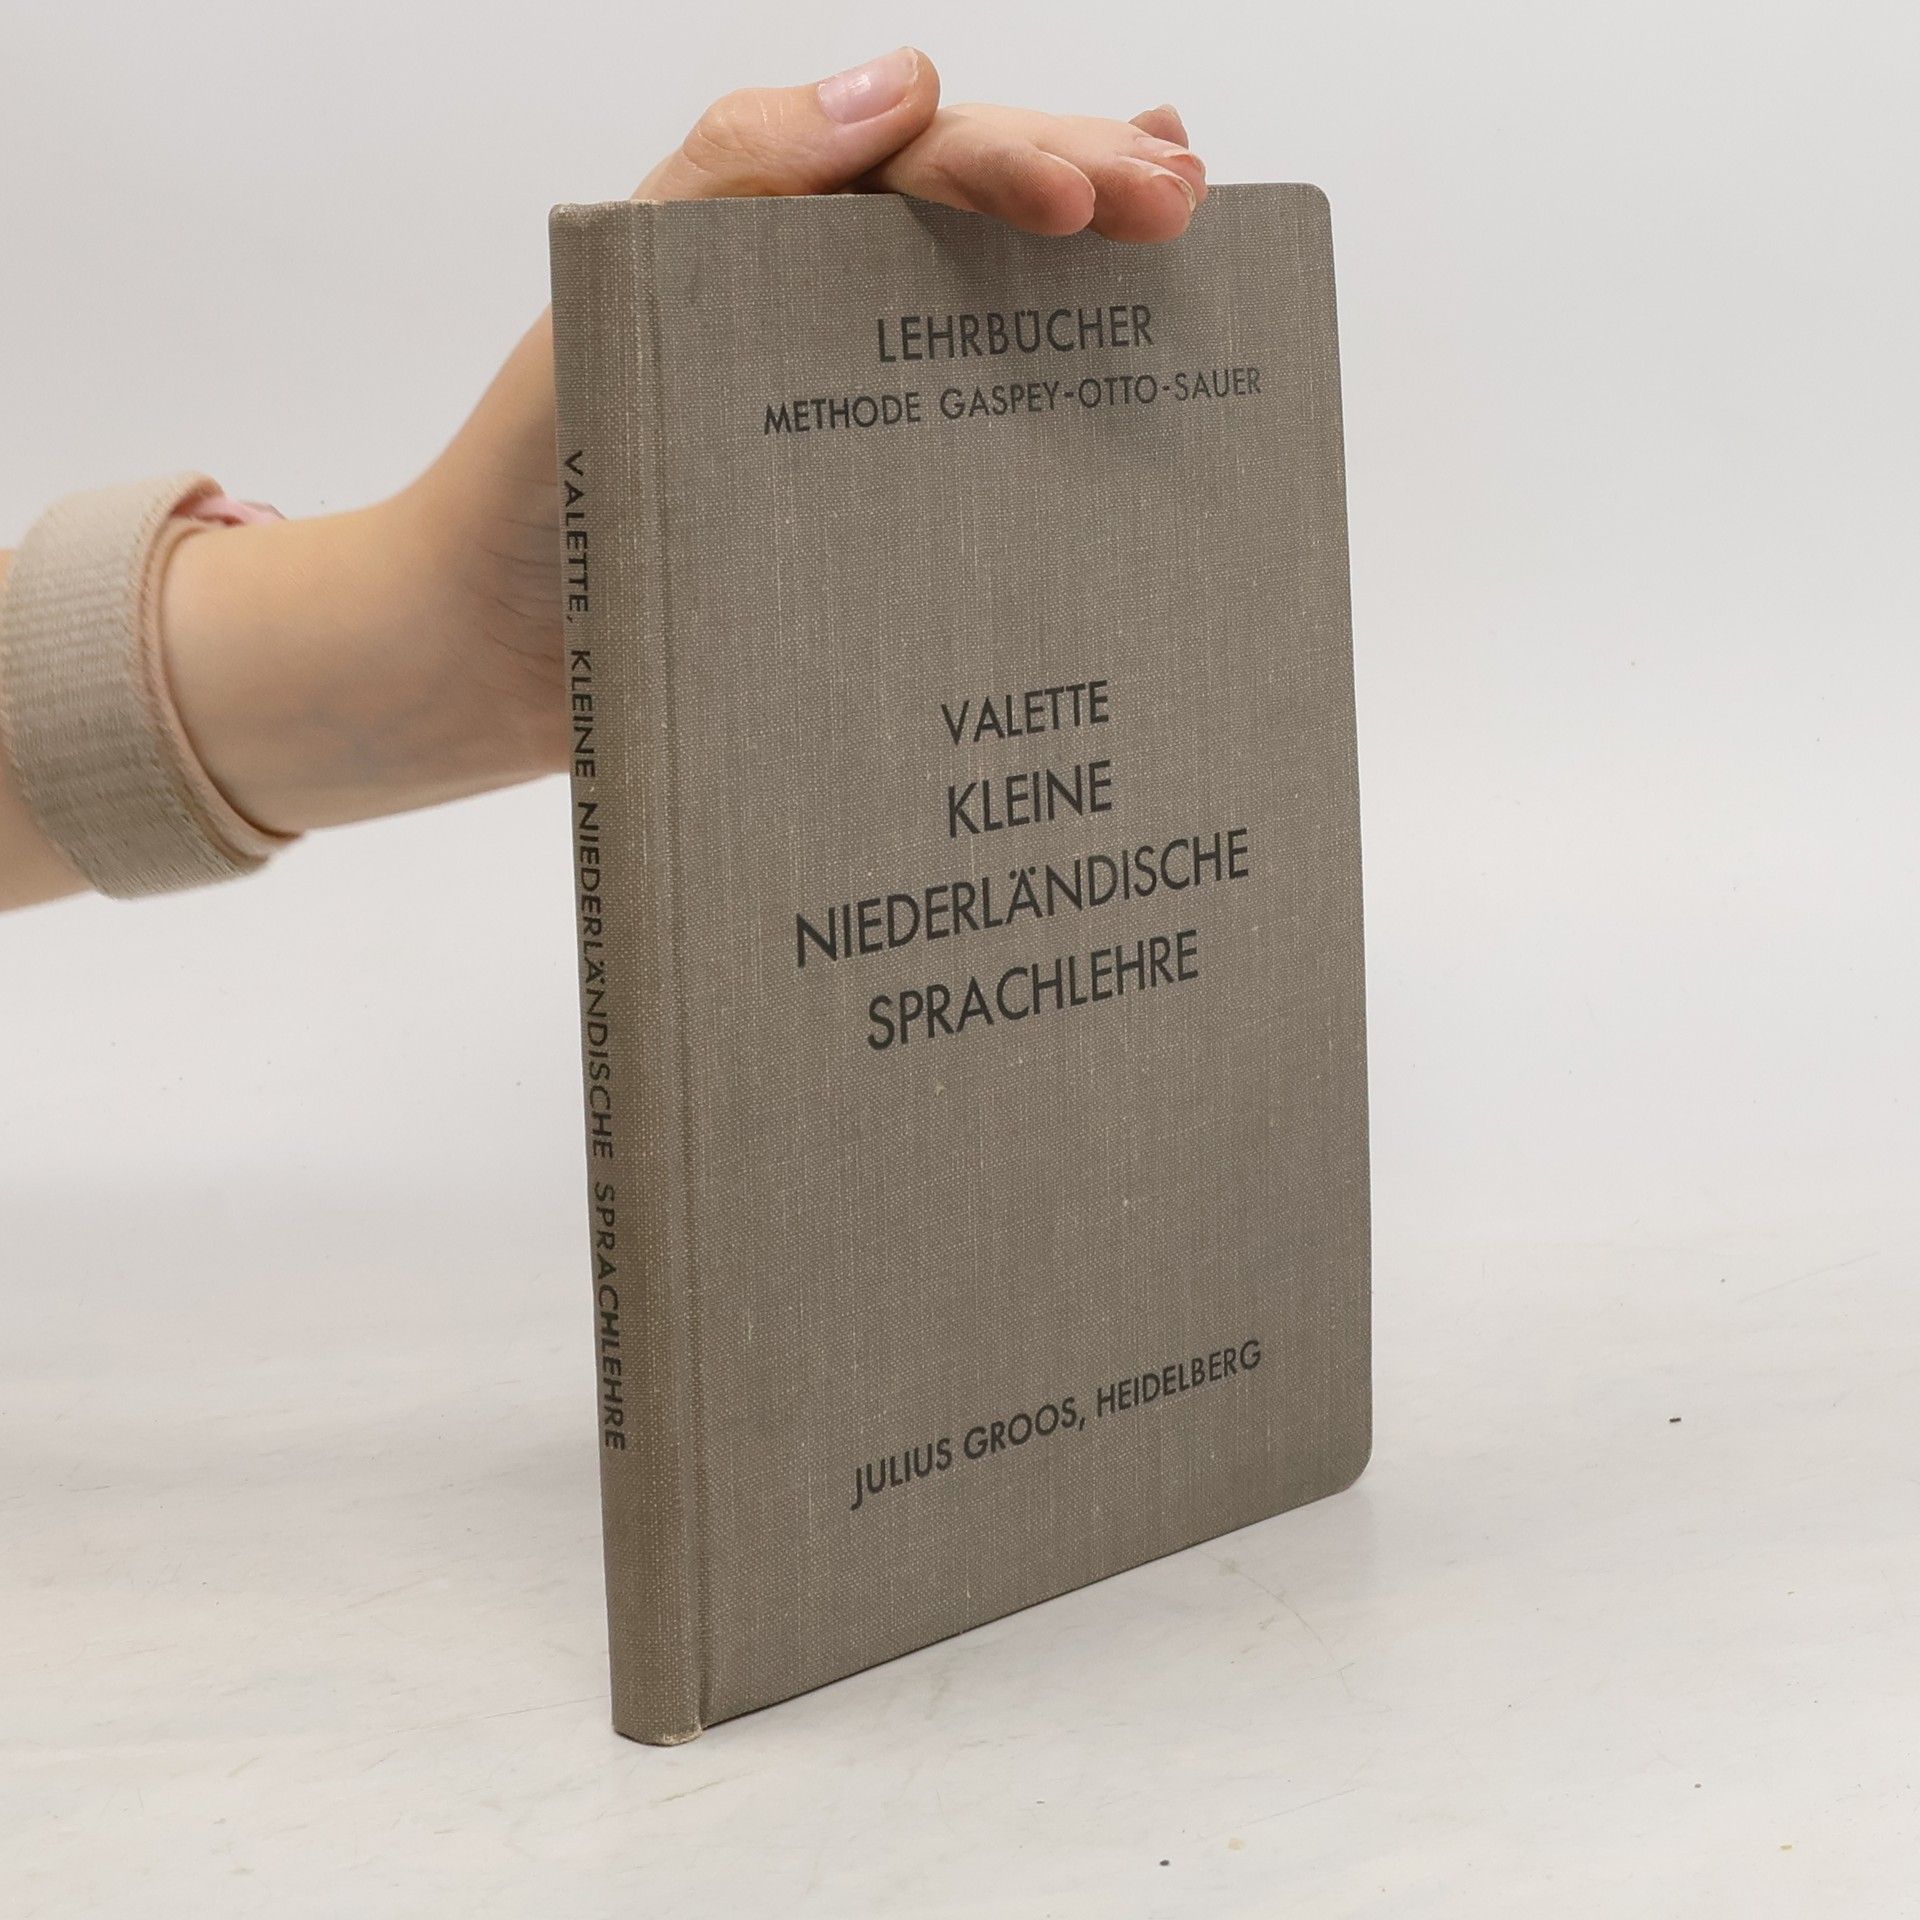 LEHRBÜCHER
METHODE GASPEY-OTTO-SAUER
VALETTE
KLEINE
NIEDERLÄNDISCHE
SPRACHLEHRE
JULIUS GROOS, HEIDELBERG
VALETTE, KLEINE NIEDERLÄNDISCHE SPRACHLEHRE